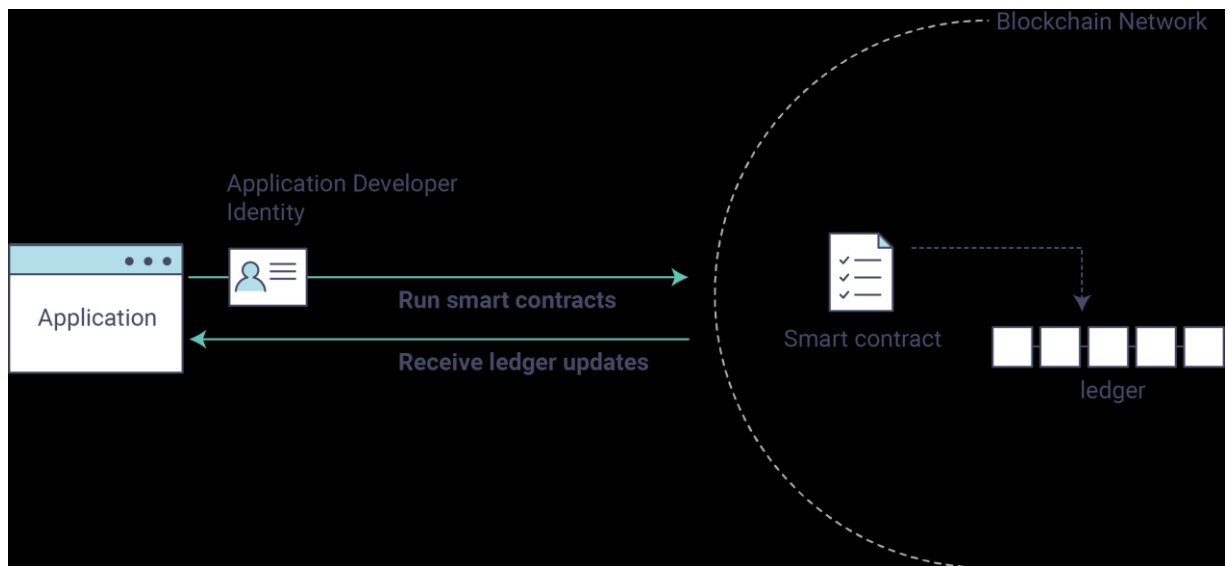 Blockchain Network
Application Developer
Identity
Application
Run smart contracts
Receive ledger updates
Smart contract
ledger